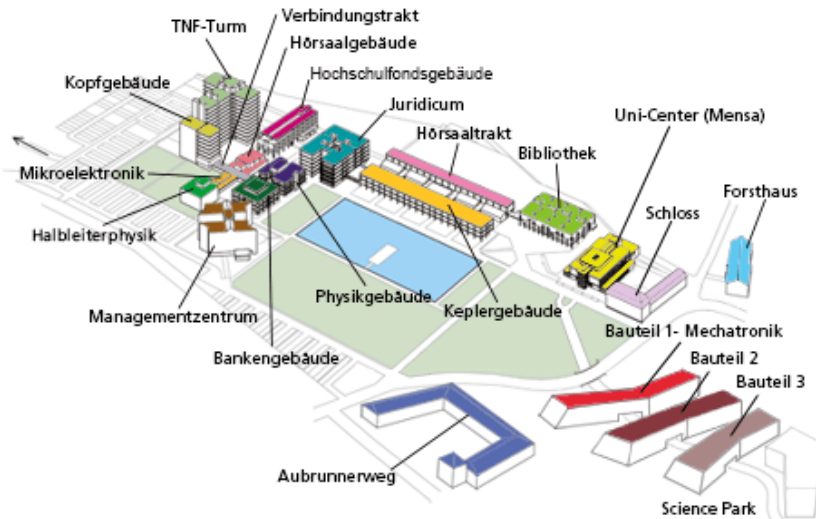 Verbindungstrakt
TNF-Turm
Hörsaalgebäude
Hochschulfondsgebäude
Kopfgebäude
Juridicum
Uni-Center (Mensa)
Hörsaaltrakt
Bibliothek
Mikroelektronik
Forsthaus
Schloss
Halbleiterphysik
Physikgebäude
Keplergebäude
Managementzentrum
Bauteil 1- Mechatronik
Bankengebäude
Bauteil 2
Bauteil 3
Aubrunnerweg
Science Park